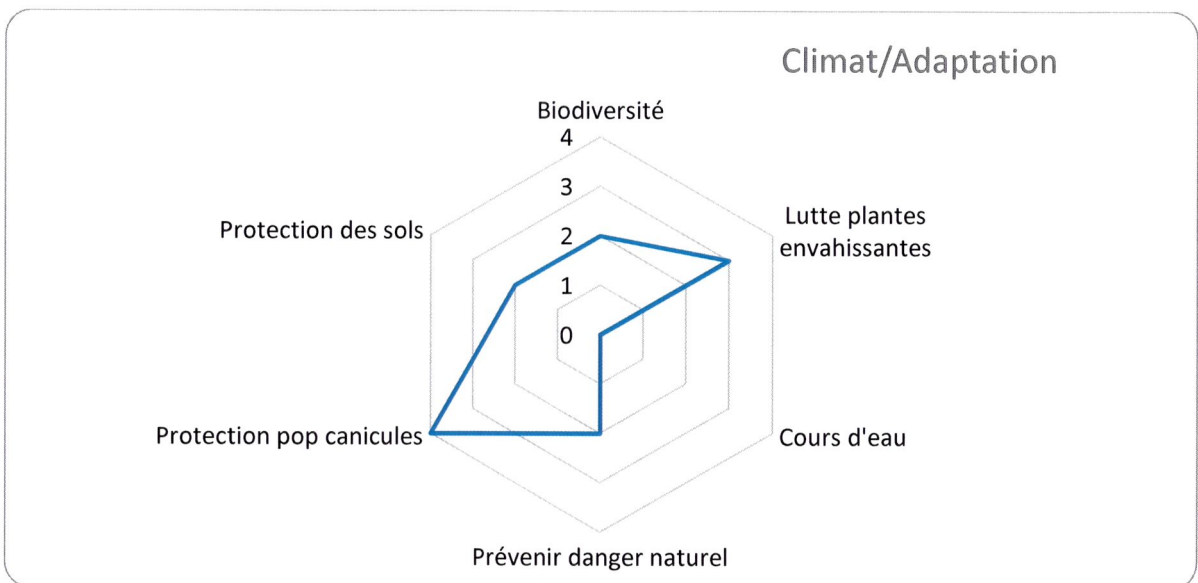 Climat/Adaptation
Biodiversité
4
3
2
1
0
Lutte plantes
envahissantes
Protection des sols
Protection pop canicules
Cours d'eau
Prévenir danger naturel